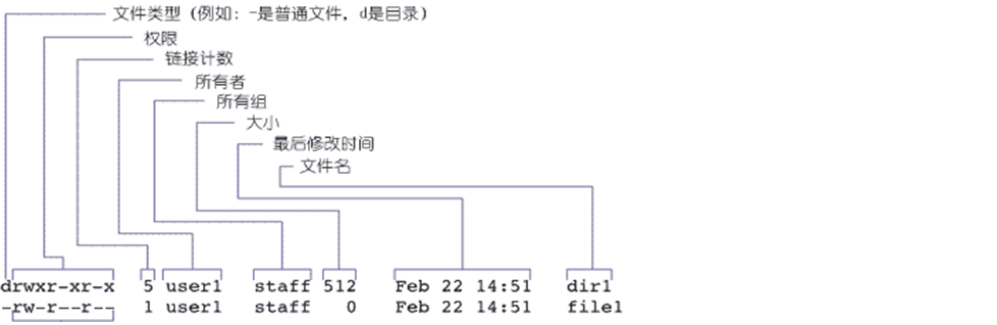 文件类型（例如：-是普通文件，d是目录）
权限
链接计数
所有者
所有组
大小
最后修改时间
文件名
drwxr-xr-x 5 user1 staff 512 Feb 22 14:51 dir1
-rw-r--r-- 1 user1 staff 0 Feb 22 14:51 file1